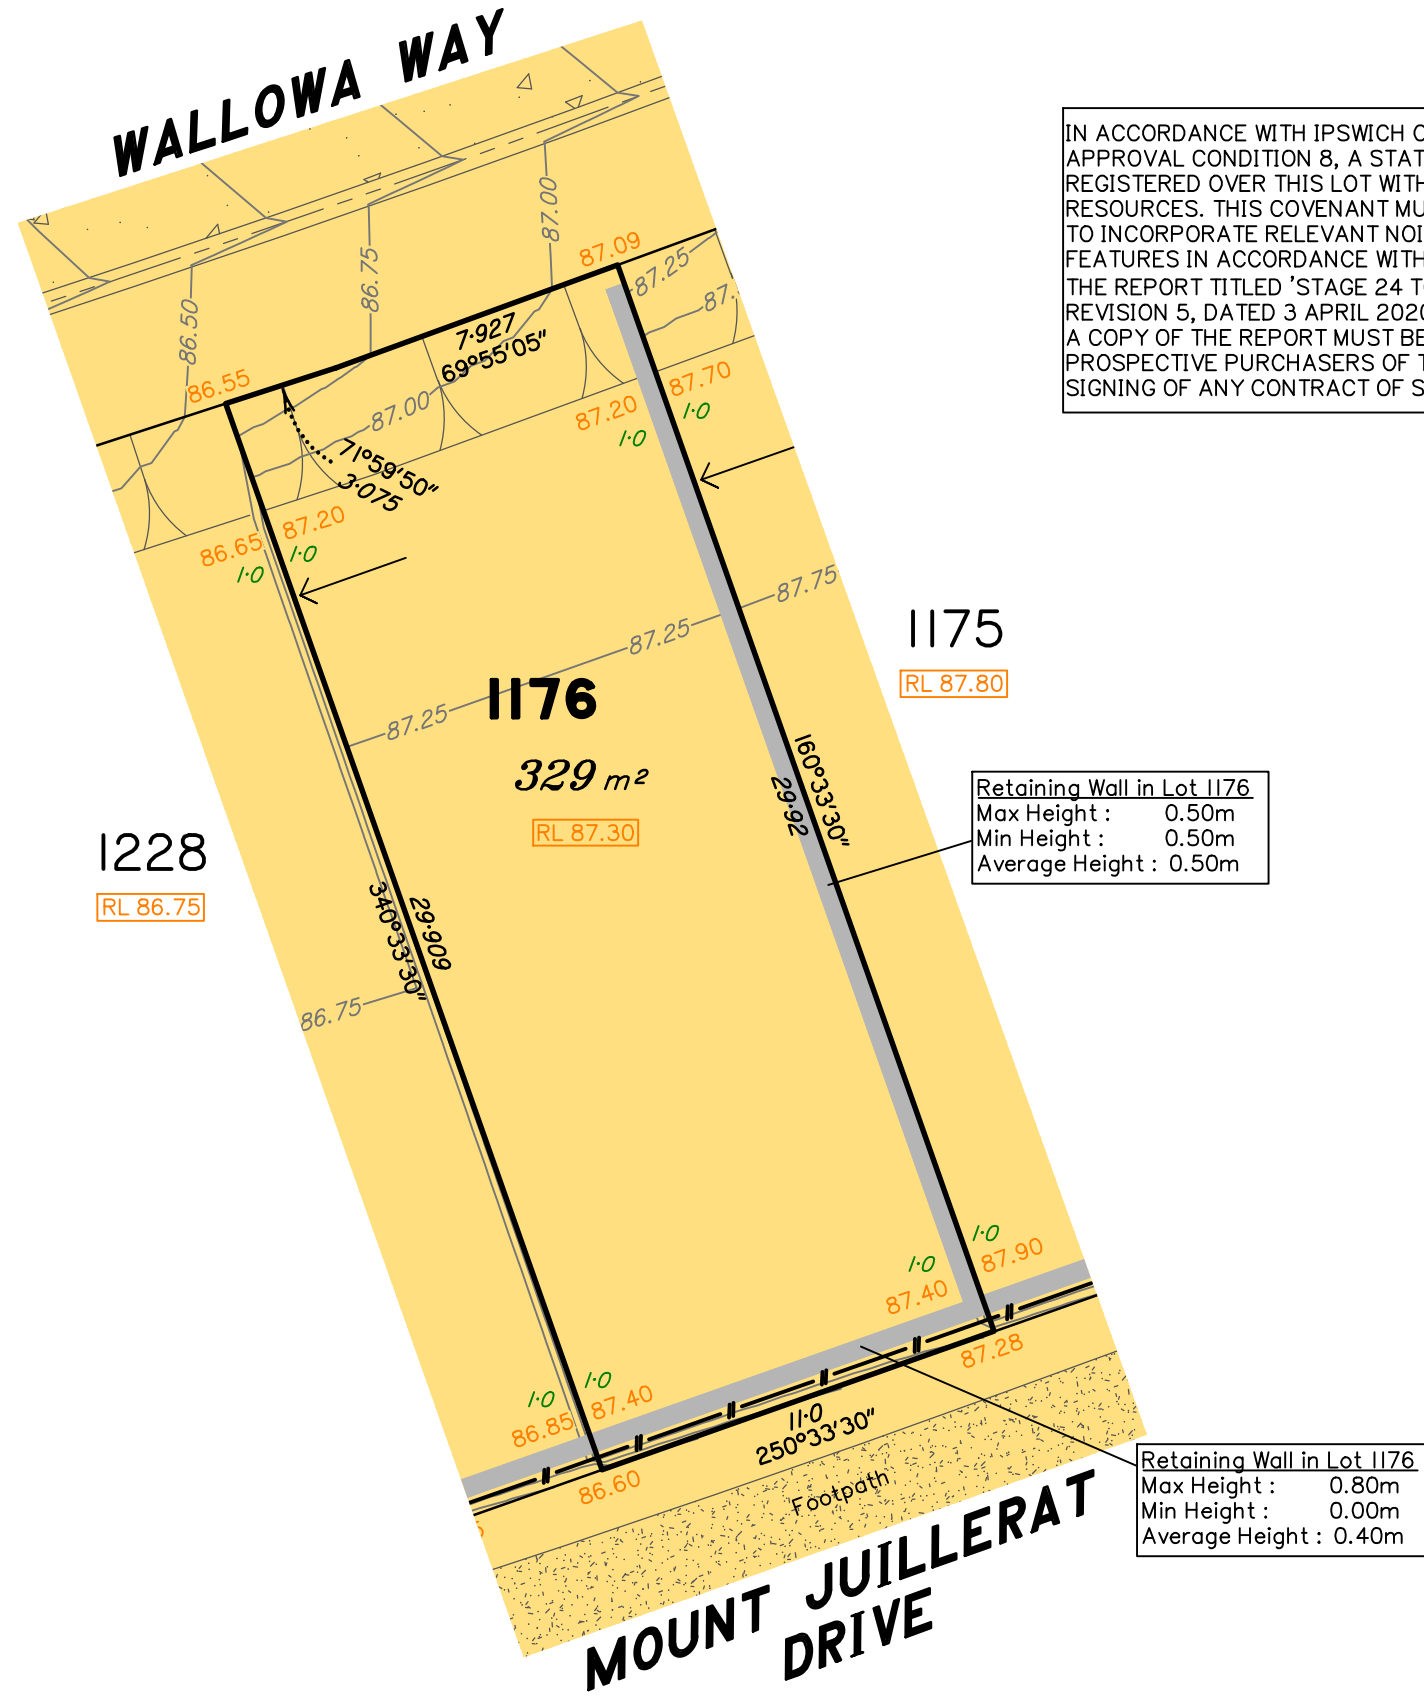 WALLOWA WAY
IN ACCORDANCE WITH IPSWICH
APPROVAL CONDITION 8, A
REGISTERED OVER THIS LOT
RESOURCES. THIS COVENANT
TO INCORPORATE RELEVANT
FEATURES IN ACCORDANCE WITH
THE REPORT TITLED 'STAGE 24
REVISION 5, DATED 3 APRIL 2020
A COPY OF THE REPORT MUST BE
PROSPECTIVE PURCHASERS OF
SIGNING OF ANY CONTRACT OF
87.00
86.75
86.50
87.09
87.25
7·927
69°55'05"
86.55
87.00
87.70
1·0
87.20
1·0
71°59'50"
3·075
87.20
1·0
86.65
1·0
87.75
87.25
87.25
1175
RL 87.80
1176
329 m²
RL 87.30
160°33'30"
29·92
Retaining Wall in Lot 1176
Max Height : 0.50m
Min Height : 0.50m
Average Height : 0.50m
1228
RL 86.75
29·909
340°33'30"
86.75
1·0
87.90
1·0
87.40
87.28
1·0
87.40
1·0
86.85
11·0
250°33'30"
86.60
Footpath
Retaining Wall in Lot 1176
Max Height : 0.80m
Min Height : 0.00m
Average Height : 0.40m
MOUNT JUILLERAT
DRIVE